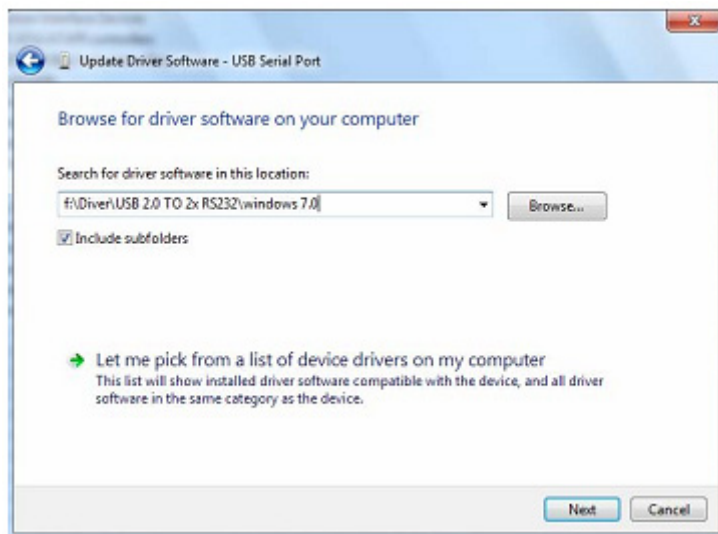 Update Driver Software - USB Serial Port
Browse for driver software on your computer
Search for driver software in this location:
f:\Diver\USB 2.0 TO 2x RS232\windows 7.0
Browse...
Include subfolders
Let me pick from a list of device drivers on my computer
This list will show installed driver software compatible with the device, and all driver
software in the same category as the device.
Next
Cancel